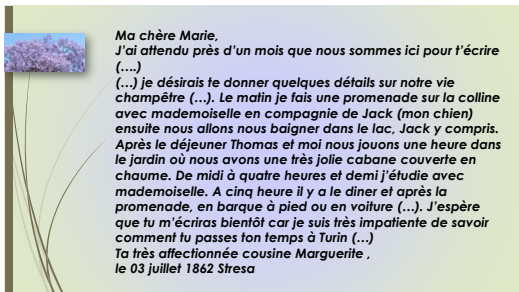 Ma chère Marie,
J'ai attendu près d'un mois que nous sommes ici pour t'écrire
(....)
(...) je désirais te donner quelques détails sur notre vie
champêtre (...). Le matin je fais une promenade sur la colline
avec mademoiselle en compagnie de Jack (mon chien)
ensuite nous allons nous baigner dans le lac, Jack y compris.
Après le déjeuner Thomas et moi nous jouons une heure dans
le jardin où nous avons une très jolie cabane couverte en
chaume. De midi à quatre heures et demi j'étudie avec
mademoiselle. A cinq heure il y a le diner et après la
promenade, en barque à pied ou en voiture (...). J'espère
que tu m'écriras bientôt car je suis très impatiente de savoir
comment tu passes ton temps à Turin (...)
Ta très affectionnée cousine Marguerite ,
le 03 juillet 1862 Stresa